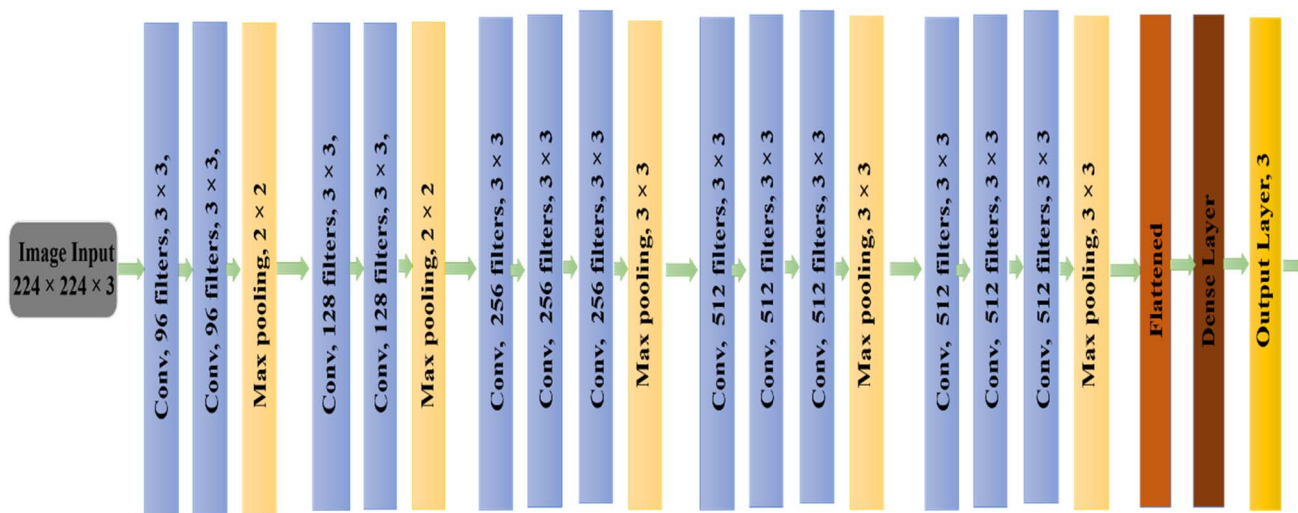 Image Input
224 × 224 × 3
Conv, 96 filters, 3 × 3,
Conv, 96 filters, 3 × 3,
Max pooling, 2 × 2
Conv, 128 filters, 3 × 3,
Conv, 128 filters, 3 × 3,
Max pooling, 2 × 2
Conv, 256 filters, 3 × 3
Conv, 256 filters, 3 × 3
Conv, 256 filters, 3 × 3
Max pooling, 3 × 3
Conv, 512 filters, 3 × 3
Conv, 512 filters, 3 × 3
Conv, 512 filters, 3 × 3
Max pooling, 3 × 3
Conv, 512 filters, 3 × 3
Conv, 512 filters, 3 × 3
Conv, 512 filters, 3 × 3
Max pooling, 3 × 3
Flattened
Dense Layer
Output Layer, 3